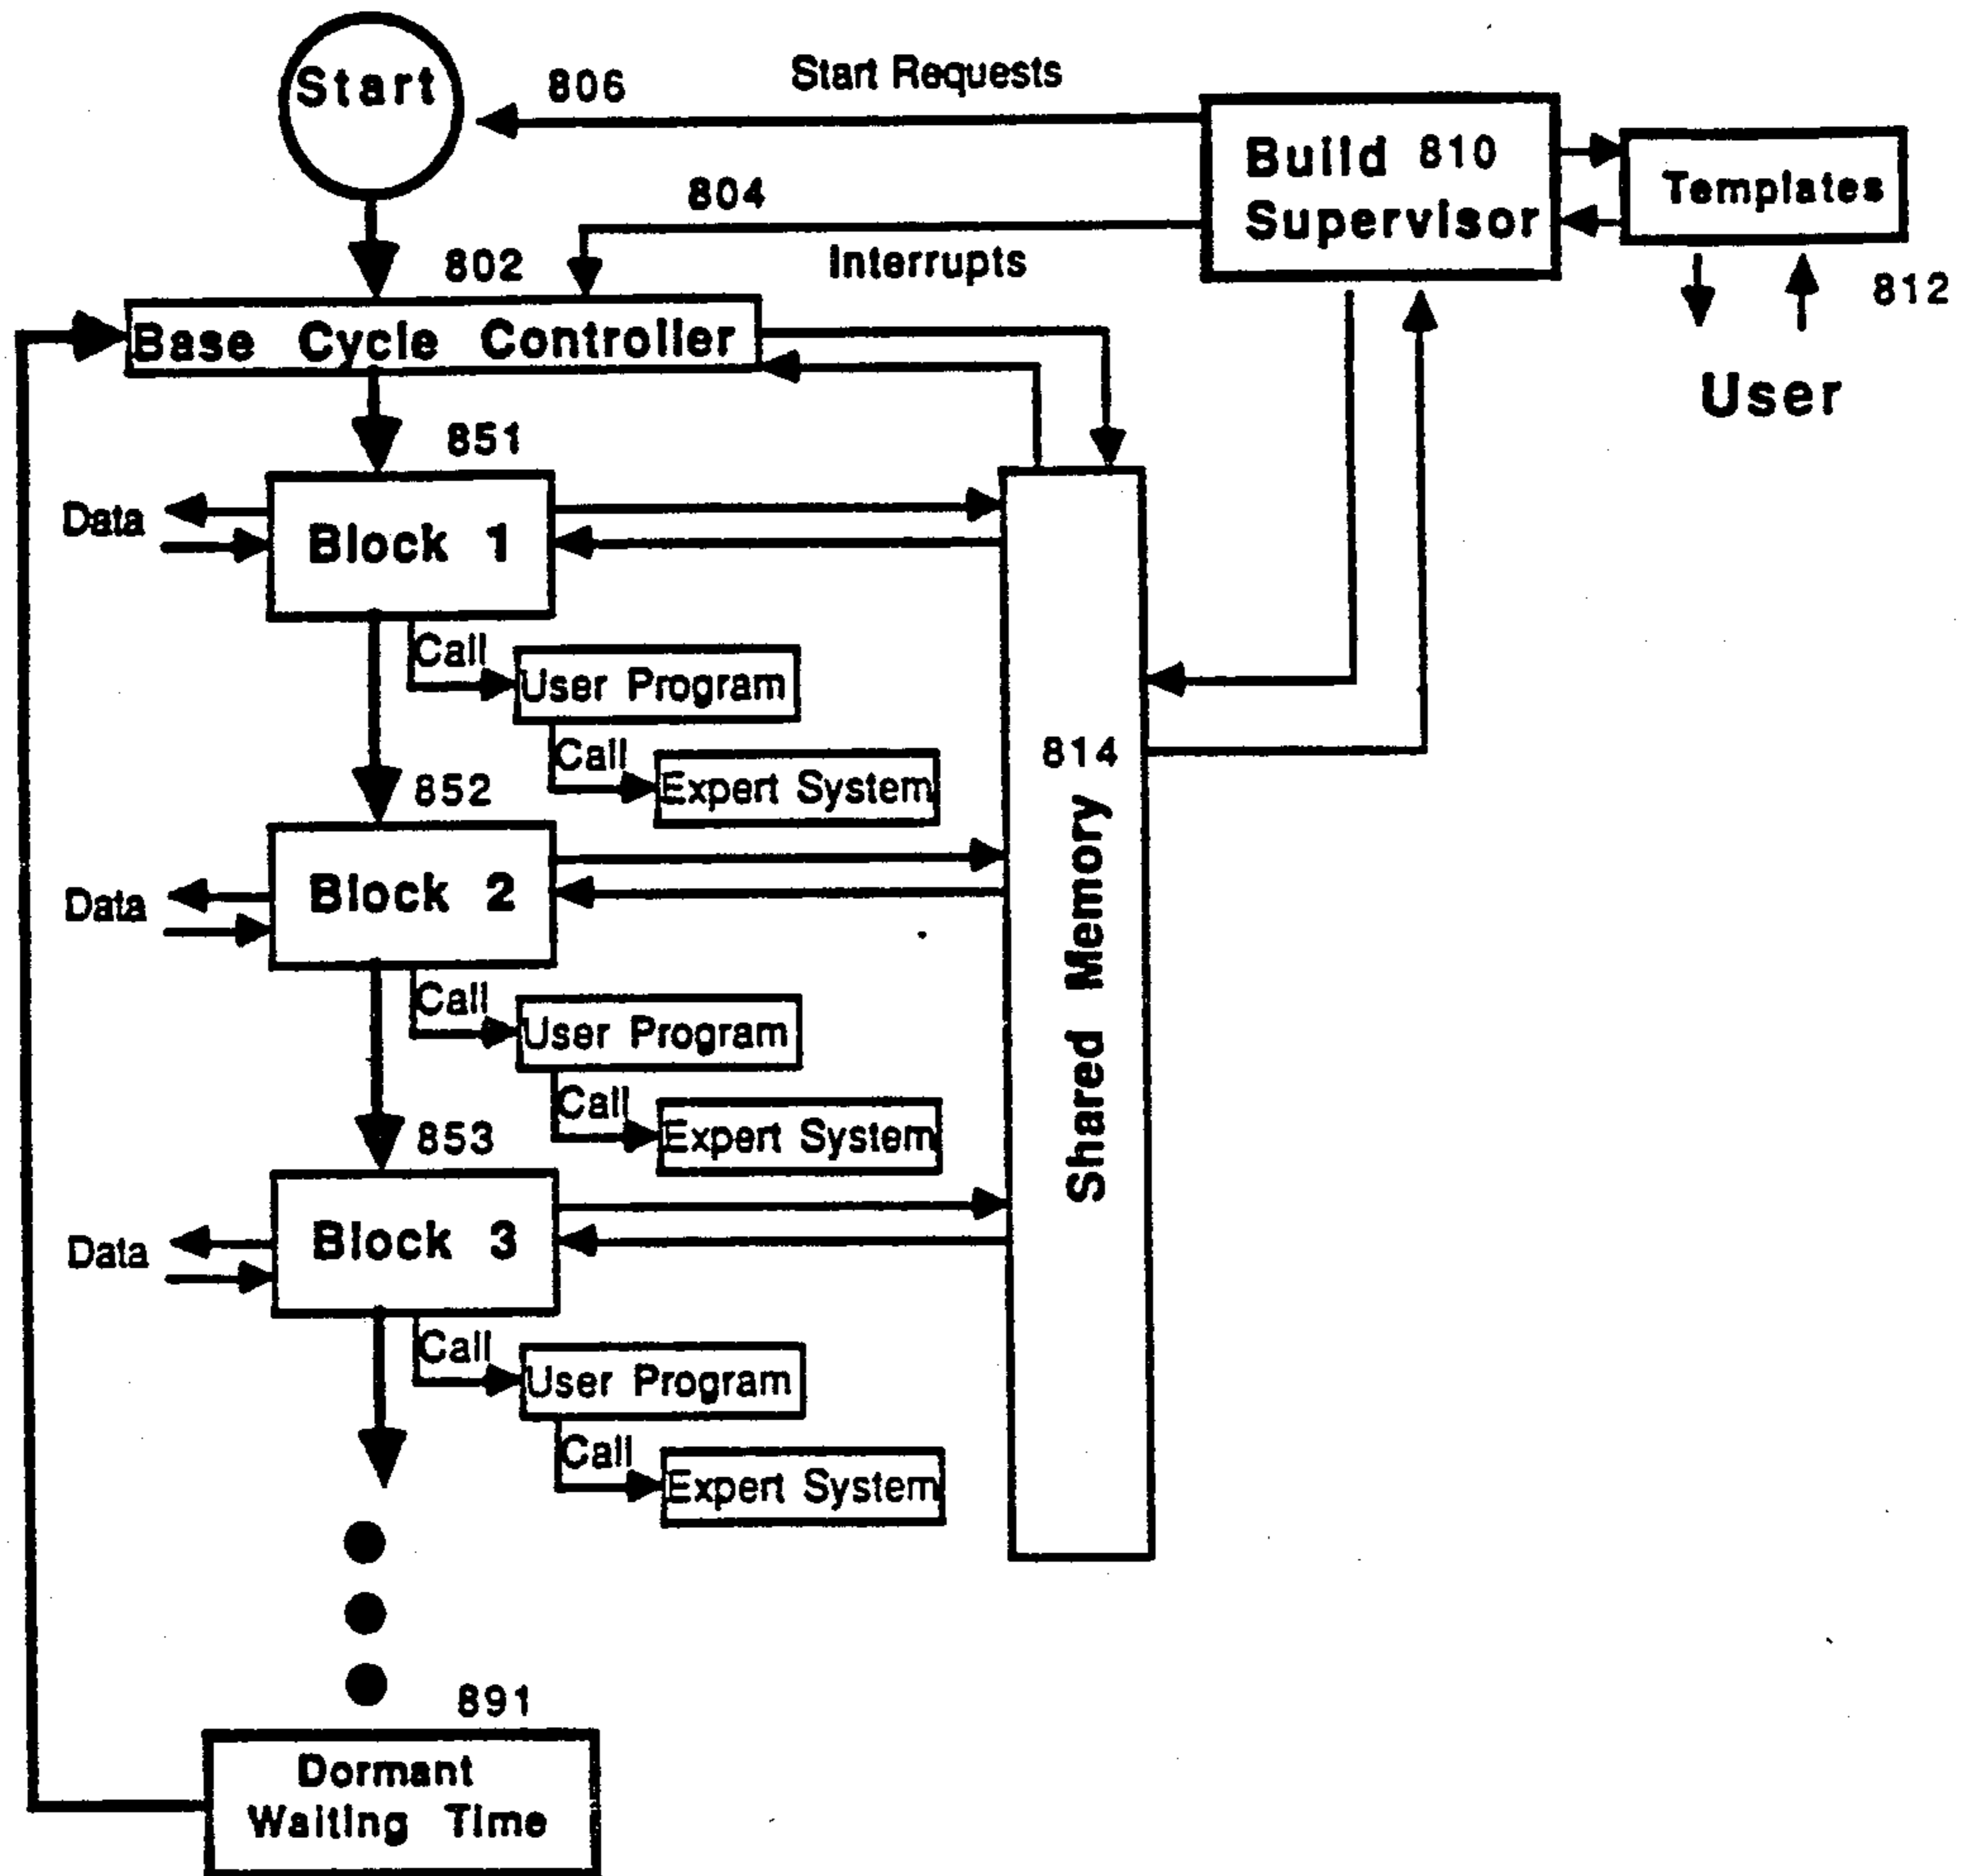 Start
806
Start Requests
Build 810
Supervisor
Templates
804
Interrupts
802
812
User
Base Cycle Controller
851
Data
Block 1
Call
User Program
Call
Expert System
814
Shared Memory
852
Data
Block 2
Call
User Program
Call
Expert System
853
Data
Block 3
Call
User Program
Call
Expert System
891
Dormant
Waiting Time